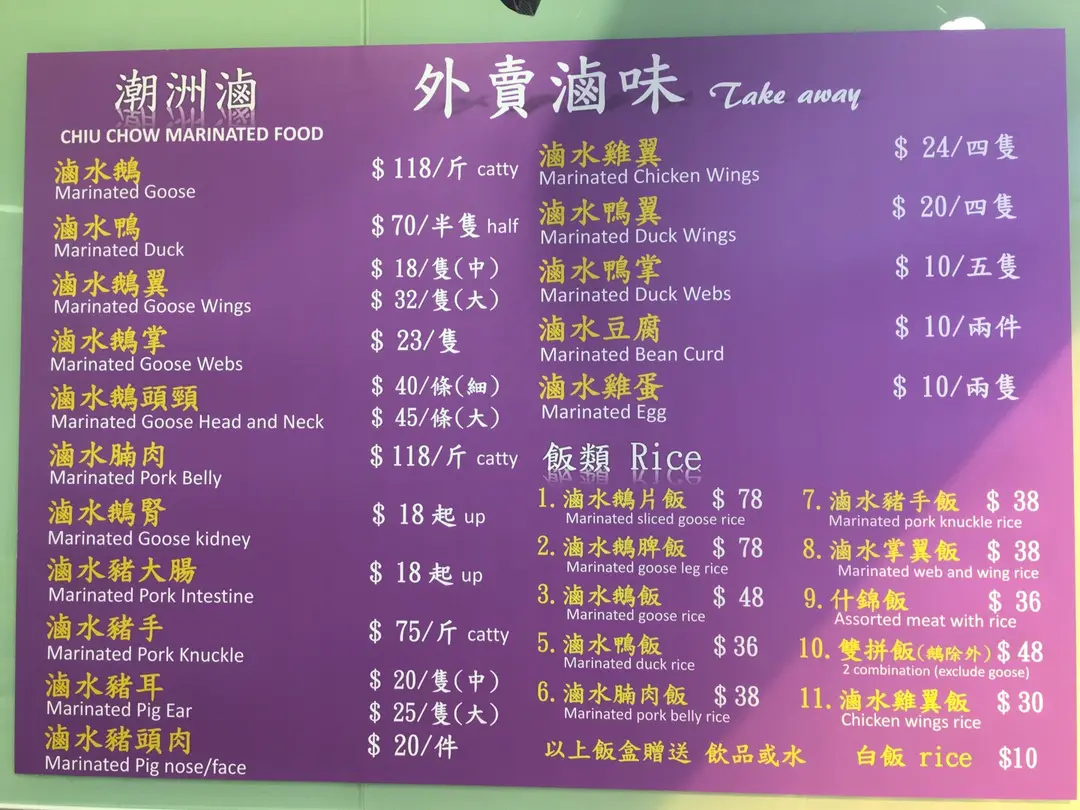 潮洲滷
CHIU CHOW MARINATED FOOD
外賣滷味 Take away
滷水鵝 $ 118/斤 catty
Marinated Goose
滷水鴨 $ 70/半隻 half
Marinated Duck
滷水鵝翼 $ 18/隻(中)
Marinated Goose Wings $ 32/隻(大)
滷水鵝掌 $ 23/隻
Marinated Goose Webs
滷水鵝頭頸 $ 40/條(細)
Marinated Goose Head and Neck $ 45/條(大)
滷水腩肉 $ 118/斤 catty
Marinated Pork Belly
滷水鵝腎 $ 18 起 up
Marinated Goose kidney
滷水豬大腸 $ 18 起 up
Marinated Pork Intestine
滷水豬手 $ 75/斤 catty
Marinated Pork Knuckle
滷水豬耳 $ 20/隻(中)
Marinated Pig Ear $ 25/隻(大)
滷水豬頭肉 $ 20/件
Marinated Pig nose/face
滷水雞翼 $ 24/四隻
Marinated Chicken Wings
滷水鴨翼 $ 20/四隻
Marinated Duck Wings
滷水鴨掌 $ 10/五隻
Marinated Duck Webs
滷水豆腐 $ 10/兩件
Marinated Bean Curd
滷水雞蛋 $ 10/兩隻
Marinated Egg
飯類 Rice
1. 滷水鵝片飯 $ 78
Marinated sliced goose rice
2. 滷水鵝脾飯 $ 78
Marinated goose leg rice
3. 滷水鵝飯 $ 48
Marinated goose rice
5. 滷水鴨飯 $ 36
Marinated duck rice
6. 滷水腩肉飯 $ 38
Marinated pork belly rice
7. 滷水豬手飯 $ 38
Marinated pork knuckle rice
8. 滷水掌翼飯 $ 38
Marinated web and wing rice
9. 什錦飯 $ 36
Assorted meat with rice
10. 雙拼飯(鵝除外) $ 48
2 combination (exclude goose)
11. 滷水雞翼飯 $ 30
Chicken wings rice
以上飯盒贈送 飲品或水 白飯 rice $10